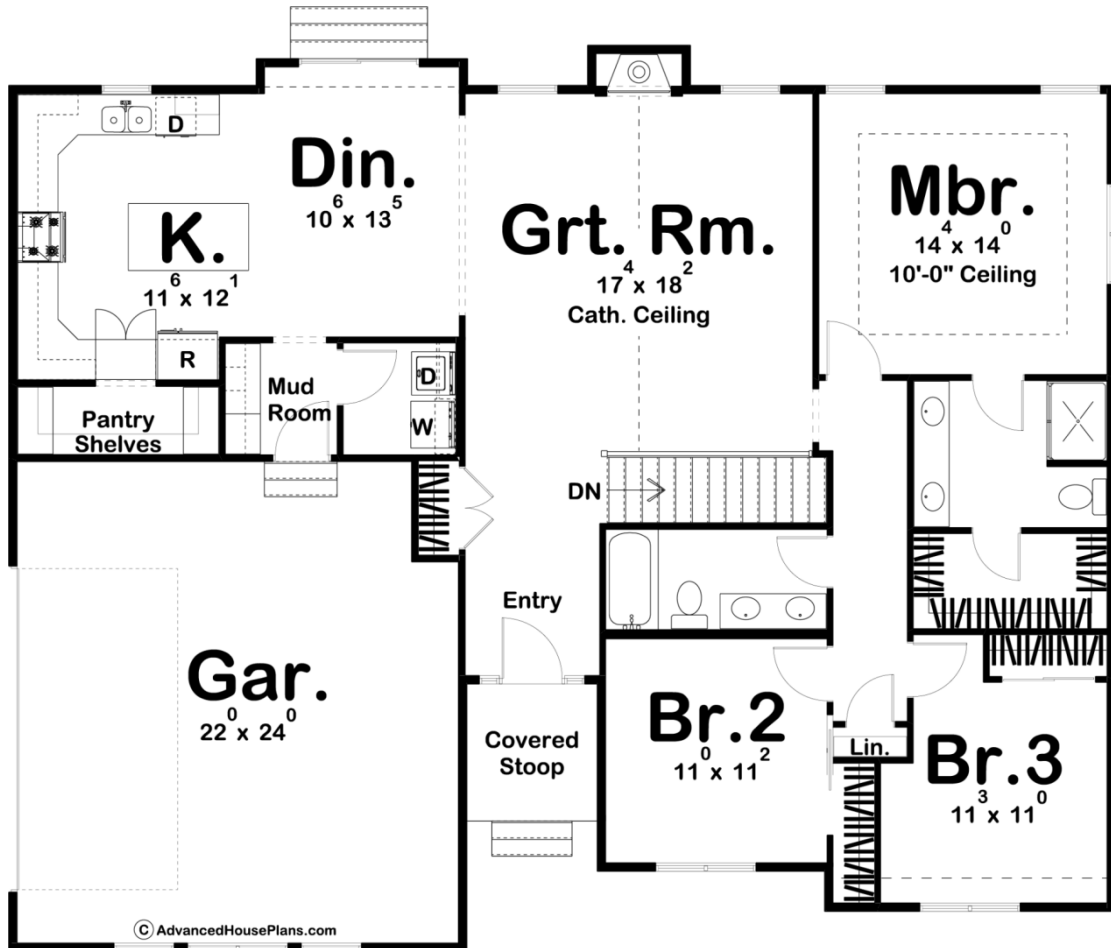 D
Din.
10⁶ x 13⁵
K.
11⁶ x 12¹
R
Pantry
Shelves
Mud
Room
D
W
Grt. Rm.
17⁴ x 18²
Cath. Ceiling
Mbr.
14⁴ x 14⁰
10'-0" Ceiling
DN
Entry
Gar.
22⁰ x 24⁰
Covered
Stoop
Br.2
11⁰ x 11²
Lin.
Br.3
11³ x 11⁰
© AdvancedHousePlans.com